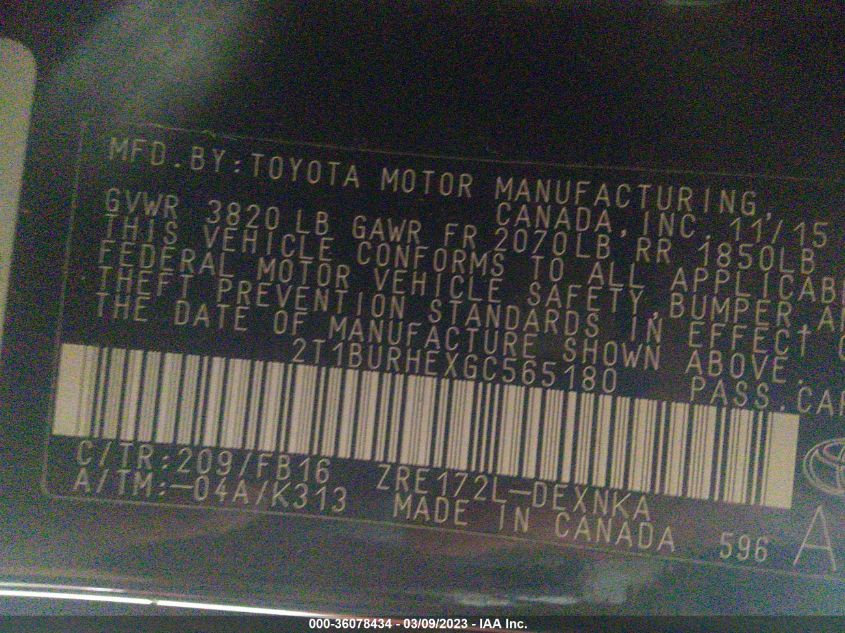 MFD.BY:TOYOTA MOTOR MANUFACTURING,
CANADA, INC. 11/15
GVWR 3820 LB GAWR FR 2070LB RR 1850LB
THIS VEHICLE CONFORMS TO ALL
FEDERAL MOTOR VEHICLE SAFETY, BUMPER
THEFT PREVENTION STANDARDS IN EFFECT
THE DATE OF MANUFACTURE SHOWN ABOVE.
2T1BURHEXGC565180 PASS.
C/TR:209/FB16 ZRE172L-DEXNKA
A/TM:-04A/K313 MADE IN CANADA 596 A
000-36078434 - 03/09/2023 - IAA Inc.